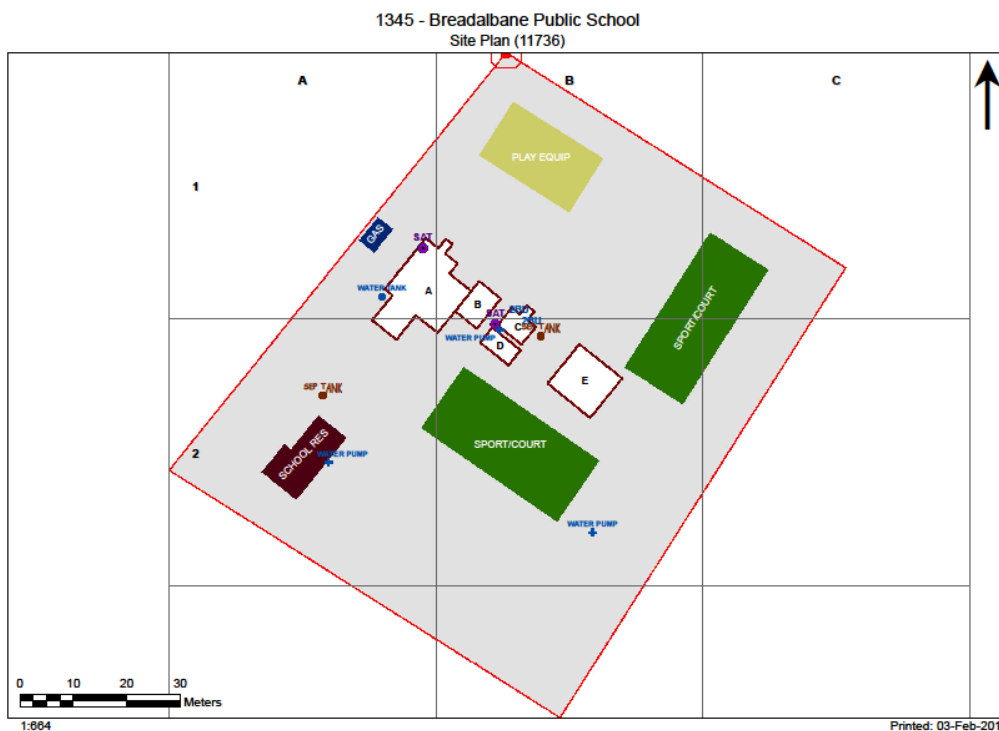 1345 - Breadalbane Public School
Site Plan (11736)
A
B
C
PLAY EQUIP
1
GAS
SAT
WATER TANK
A
B
SAT
C
SEP TANK
WATER PUMP
D
SPORT/COURT
E
SEP TANK
SPORT/COURT
SCHOOL RES
2
WATER PUMP
WATER PUMP
0 10 20 30
Meters
1:664
Printed: 03-Feb-201